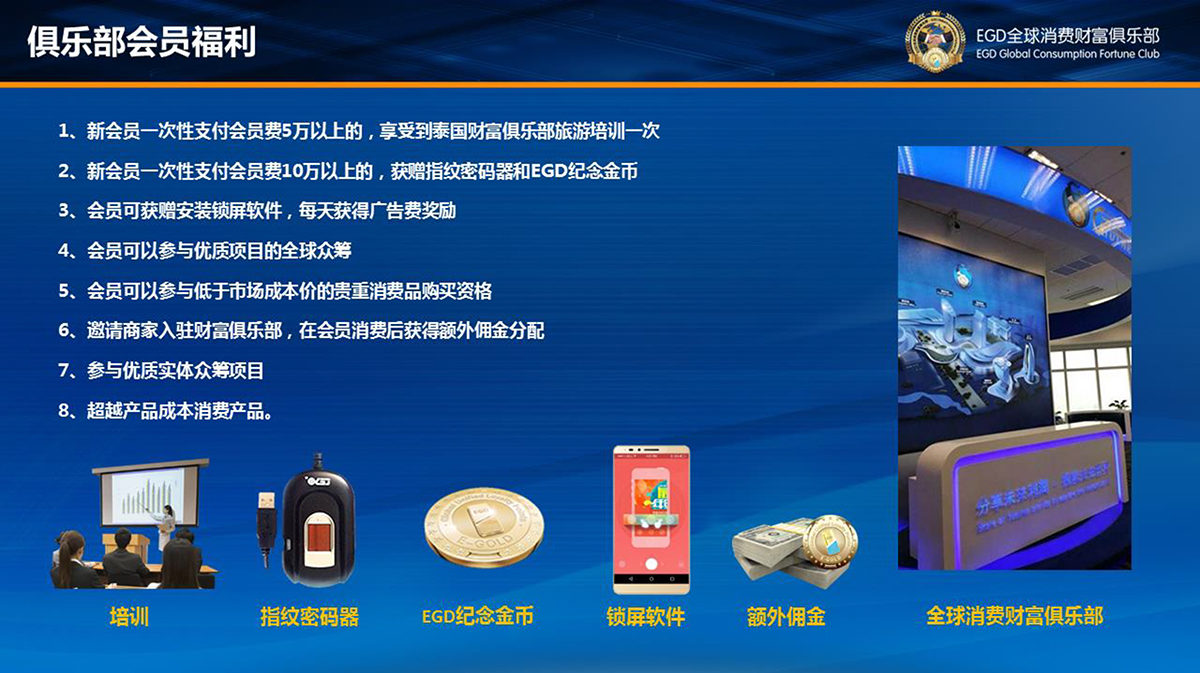 俱乐部会员福利
EGD全球消费财富俱乐部
EGD Global Consumption Fortune Club
1、新会员一次性支付会员费5万以上的，享受到泰国财富俱乐部旅游培训一次
2、新会员一次性支付会员费10万以上的，获赠指纹密码器和EGD纪念金币
3、会员可获赠安装锁屏软件，每天获得广告费奖励
4、会员可以参与优质项目的全球众筹
5、会员可以参与低于市场成本价的贵重消费品购买资格
6、邀请商家入驻财富俱乐部，在会员消费后获得额外佣金分配
7、参与优质实体众筹项目
8、超越产品成本消费产品。
EGD
E-GOLD
培训
指纹密码器
EGD纪念金币
锁屏软件
额外佣金
全球消费财富俱乐部